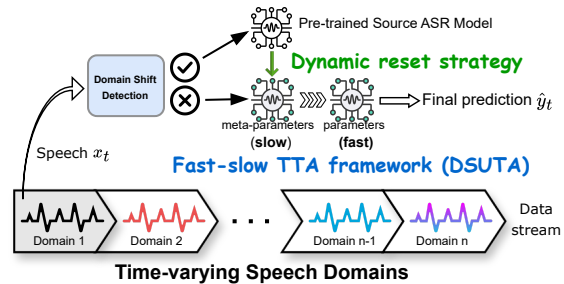 Pre-trained Source ASR Model
Domain Shift
Detection
Dynamic reset strategy
meta-parameters
(slow)
parameters
(fast)
Final prediction ŷ_t
Speech x_t
Fast-slow TTA framework (DSUTA)
Domain 1
Domain 2
. . .
Domain n-1
Domain n
Data
stream
Time-varying Speech Domains